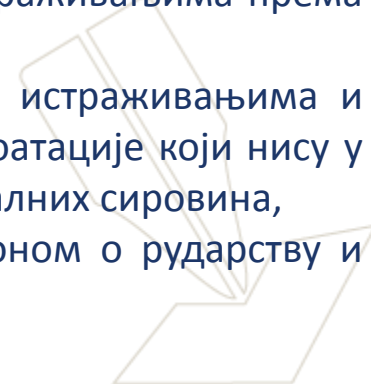 раживањима према
истраживањима и
ратације који нису у
алних сировина,
оном о рударству и